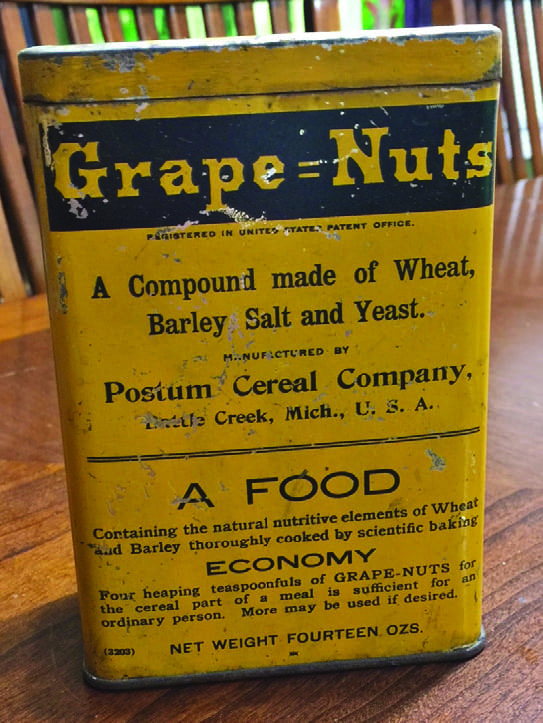 Grape=Nuts
REGISTERED IN UNITED STATES PATENT OFFICE.
A Compound made of Wheat,
Barley, Salt and Yeast.
MANUFACTURED BY
Postum Cereal Company,
Battle Creek, Mich., U. S. A.
A FOOD
Containing the natural nutritive elements of Wheat
and Barley thoroughly cooked by scientific baking
ECONOMY
Four heaping teaspoonfuls of GRAPE-NUTS for
the cereal part of a meal is sufficient for an
ordinary person. More may be used if desired.
(3203)
NET WEIGHT FOURTEEN OZS.